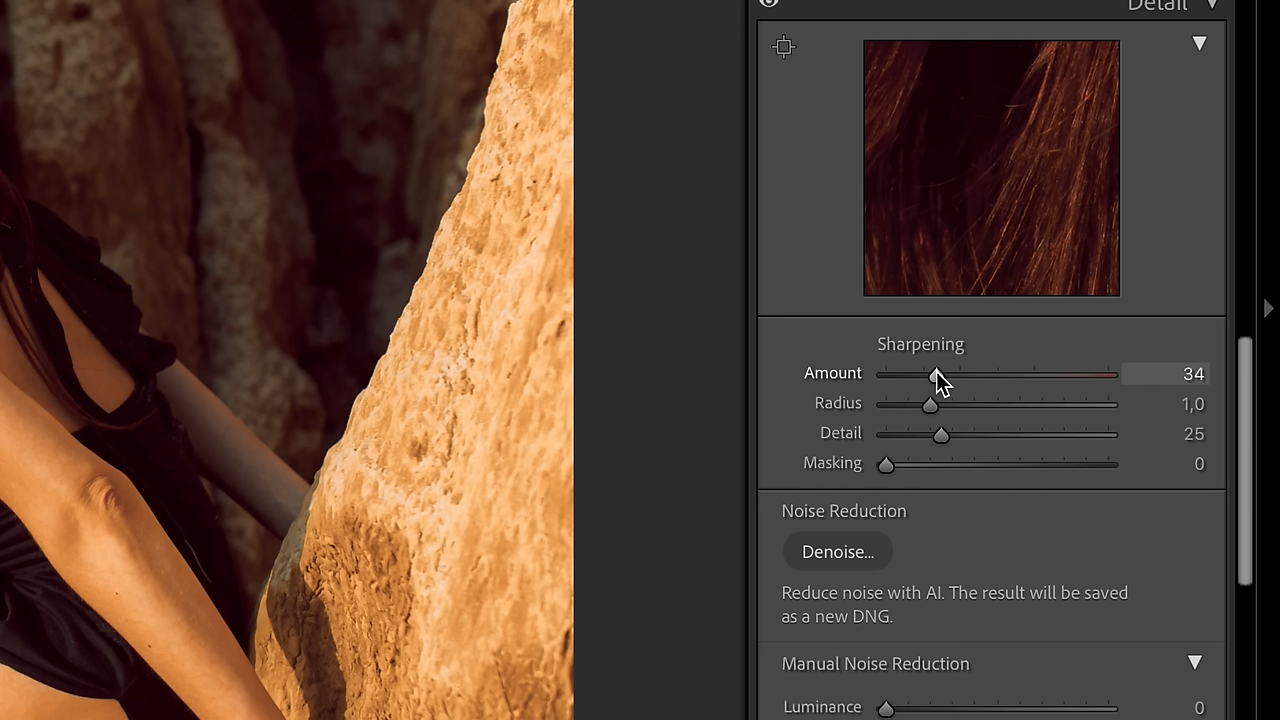 Detail
Sharpening
Amount 34
Radius 1,0
Detail 25
Masking 0
Noise Reduction
Denoise...
Reduce noise with AI. The result will be saved
as a new DNG.
Manual Noise Reduction
Luminance 0